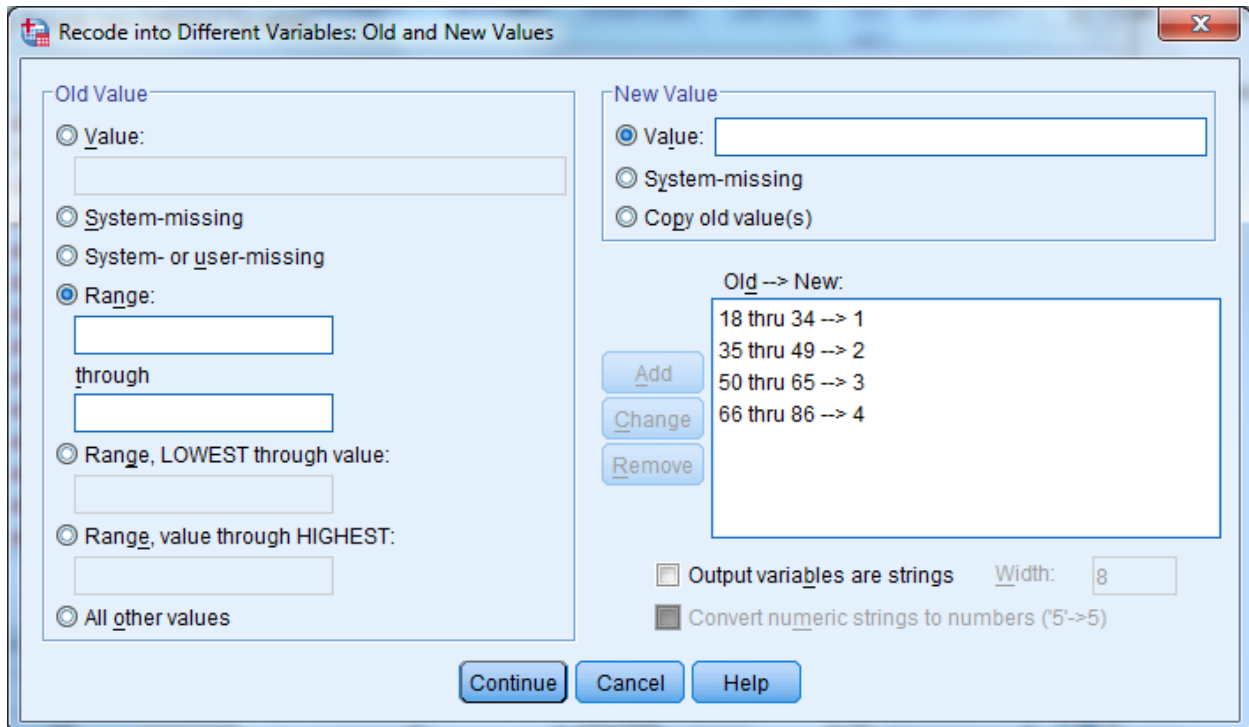 Recode into Different Variables: Old and New Values
Old Value
Value:
System-missing
System- or user-missing
Range:
through
Range, LOWEST through value:
Range, value through HIGHEST:
All other values
New Value
Value:
System-missing
Copy old value(s)
Old --> New:
18 thru 34 --> 1
35 thru 49 --> 2
50 thru 65 --> 3
66 thru 86 --> 4
Add
Change
Remove
Output variables are strings Width: 8
Convert numeric strings to numbers ('5'->5)
Continue Cancel Help